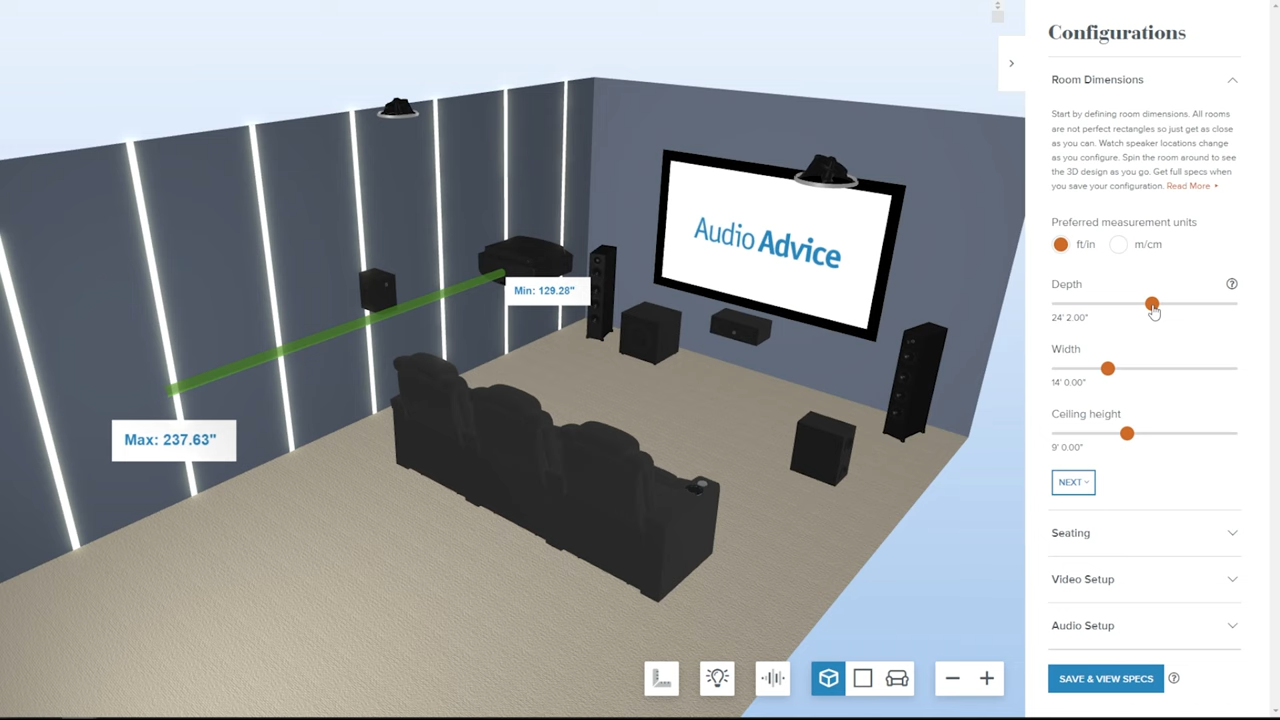 Audio Advice
Min: 129.28"
Max: 237.63"
Configurations
Room Dimensions
Start by defining room dimensions. All rooms
are not perfect rectangles so just get as close
as you can. Watch speaker locations change
as you configure. Spin the room around to see
the 3D design as you go. Get full specs when
you save your configuration. Read More
Preferred measurement units
ft/in m/cm
Depth
24' 2.00"
Width
14' 0.00"
Ceiling height
9' 0.00"
NEXT
Seating
Video Setup
Audio Setup
SAVE & VIEW SPECS